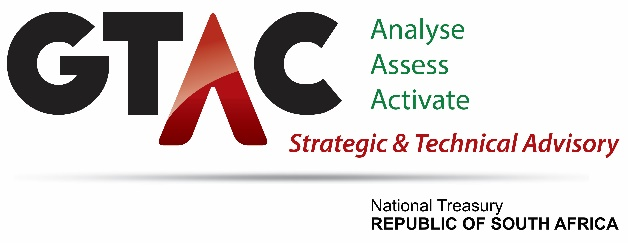 GTAC
Analyse
Assess
Activate
Strategic & Technical Advisory
National Treasury
REPUBLIC OF SOUTH AFRICA